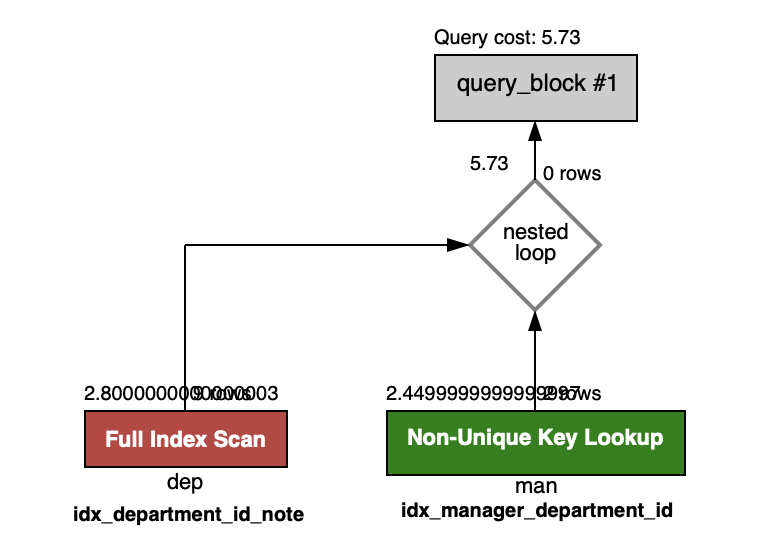 Query cost: 5.73
query_block #1
5.73
0 rows
nested
loop
2.8000000000000003
9 rows
2.4499999999999997
2 rows
Full Index Scan
Non-Unique Key Lookup
dep
man
idx_department_id_note
idx_manager_department_id